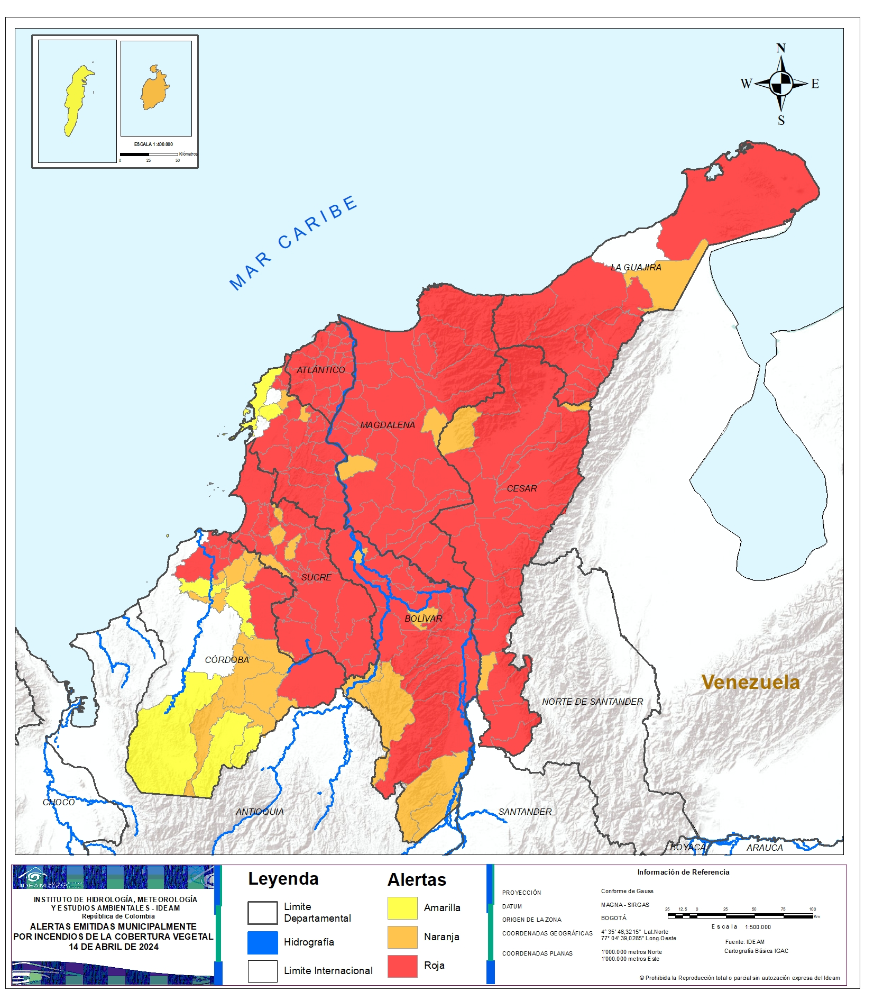 ESCALA 1:400.000
Kilómetros
0 25 50
N
W E
S
MAR CARIBE
LA GUAJIRA
ATLÁNTICO
MAGDALENA
CESAR
SUCRE
BOLÍVAR
CÓRDOBA
Venezuela
NORTE DE SANTANDER
CHOCÓ
ANTIOQUIA
SANTANDER
BOYACÁ
ARAUCA
IDEAM
INSTITUTO DE HIDROLOGÍA, METEOROLOGÍA
Y ESTUDIOS AMBIENTALES - IDEAM
República de Colombia
ALERTAS EMITIDAS MUNICIPALMENTE
POR INCENDIOS DE LA COBERTURA VEGETAL
14 DE ABRIL DE 2024
Leyenda
Limite
Departamental
Hidrografía
Limite Internacional
Alertas
Amarilla
Naranja
Roja
Información de Referencia
PROYECCIÓN Conforme de Gauss
DATUM MAGNA - SIRGAS
ORIGEN DE LA ZONA BOGOTÁ
COORDENADAS GEOGRÁFICAS 4° 35' 46,3215" Lat.Norte
77° 04' 39,0285" Long.Oeste
COORDENADAS PLANAS 1'000.000 metros Norte
1'000.000 metros Este
25 12,5 0 25 50 75 100
Km
Escala 1:500.000
Fuente: IDEAM
Cartografía Básica IGAC
© Prohibida la Reproducción total o parcial sin autozación expresa del Ideam